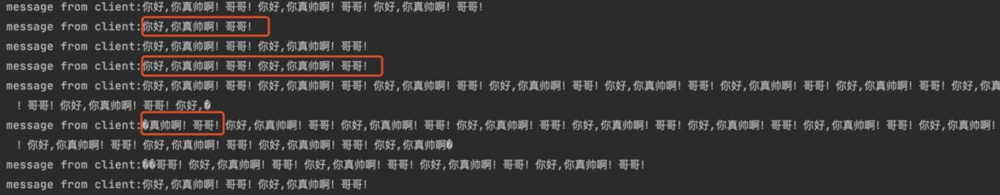 message from client:你好,你真帅啊! 哥哥! 你好,你真帅啊! 哥哥! 你好,你真帅啊! 哥哥!
message from client:你好,你真帅啊! 哥哥!
message from client:你好,你真帅啊! 哥哥! 你好,你真帅啊! 哥哥!
message from client:你好,你真帅啊! 哥哥! 你好,你真帅啊! 哥哥!
message from client:你好,你真帅啊! 哥哥! 你好,你真帅啊! 哥哥! 你好,你真帅啊! 哥哥! 你好,你真帅啊! 哥哥! 你好,你真帅啊! 哥哥! 你好,你真帅啊! 哥哥! 你好,你真帅啊! 哥哥! 你好,你真
! 哥哥! 你好,你真帅啊! 哥哥! 你好,�
message from client:�真帅啊! 哥哥! 你好,你真帅啊! 哥哥! 你好,你真帅啊! 哥哥! 你好,你真帅啊! 哥哥! 你好,你真帅啊! 哥哥! 你好,你真帅啊! 哥哥! 你好,你真帅啊! 哥哥! 你好,你真帅啊!
! 你好,你真帅啊! 哥哥! 你好,你真帅啊! 哥哥! 你好,你真帅啊! 哥哥! 你好,你真帅啊�
message from client:��哥哥! 你好,你真帅啊! 哥哥! 你好,你真帅啊! 哥哥! 你好,你真帅啊! 哥哥! 你好,你真帅啊! 哥哥!
message from client:你好,你真帅啊! 哥哥! 你好,你真帅啊! 哥哥!